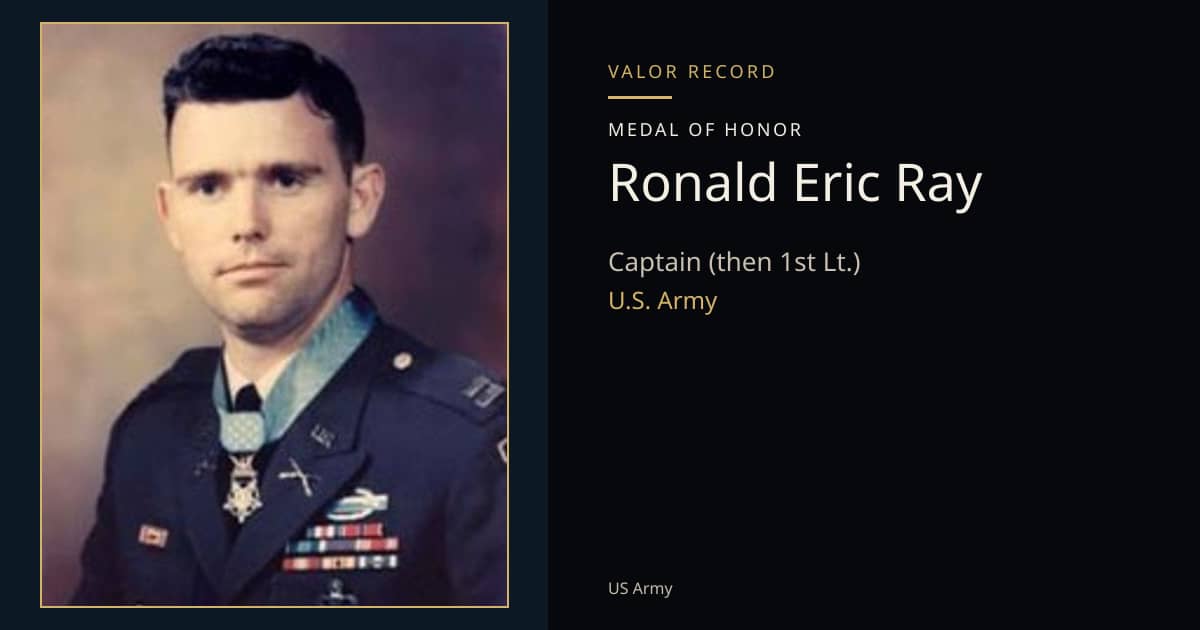 VALOR RECORD
MEDAL OF HONOR
Ronald Eric Ray
Captain (then 1st Lt.)
U.S. Army
US Army